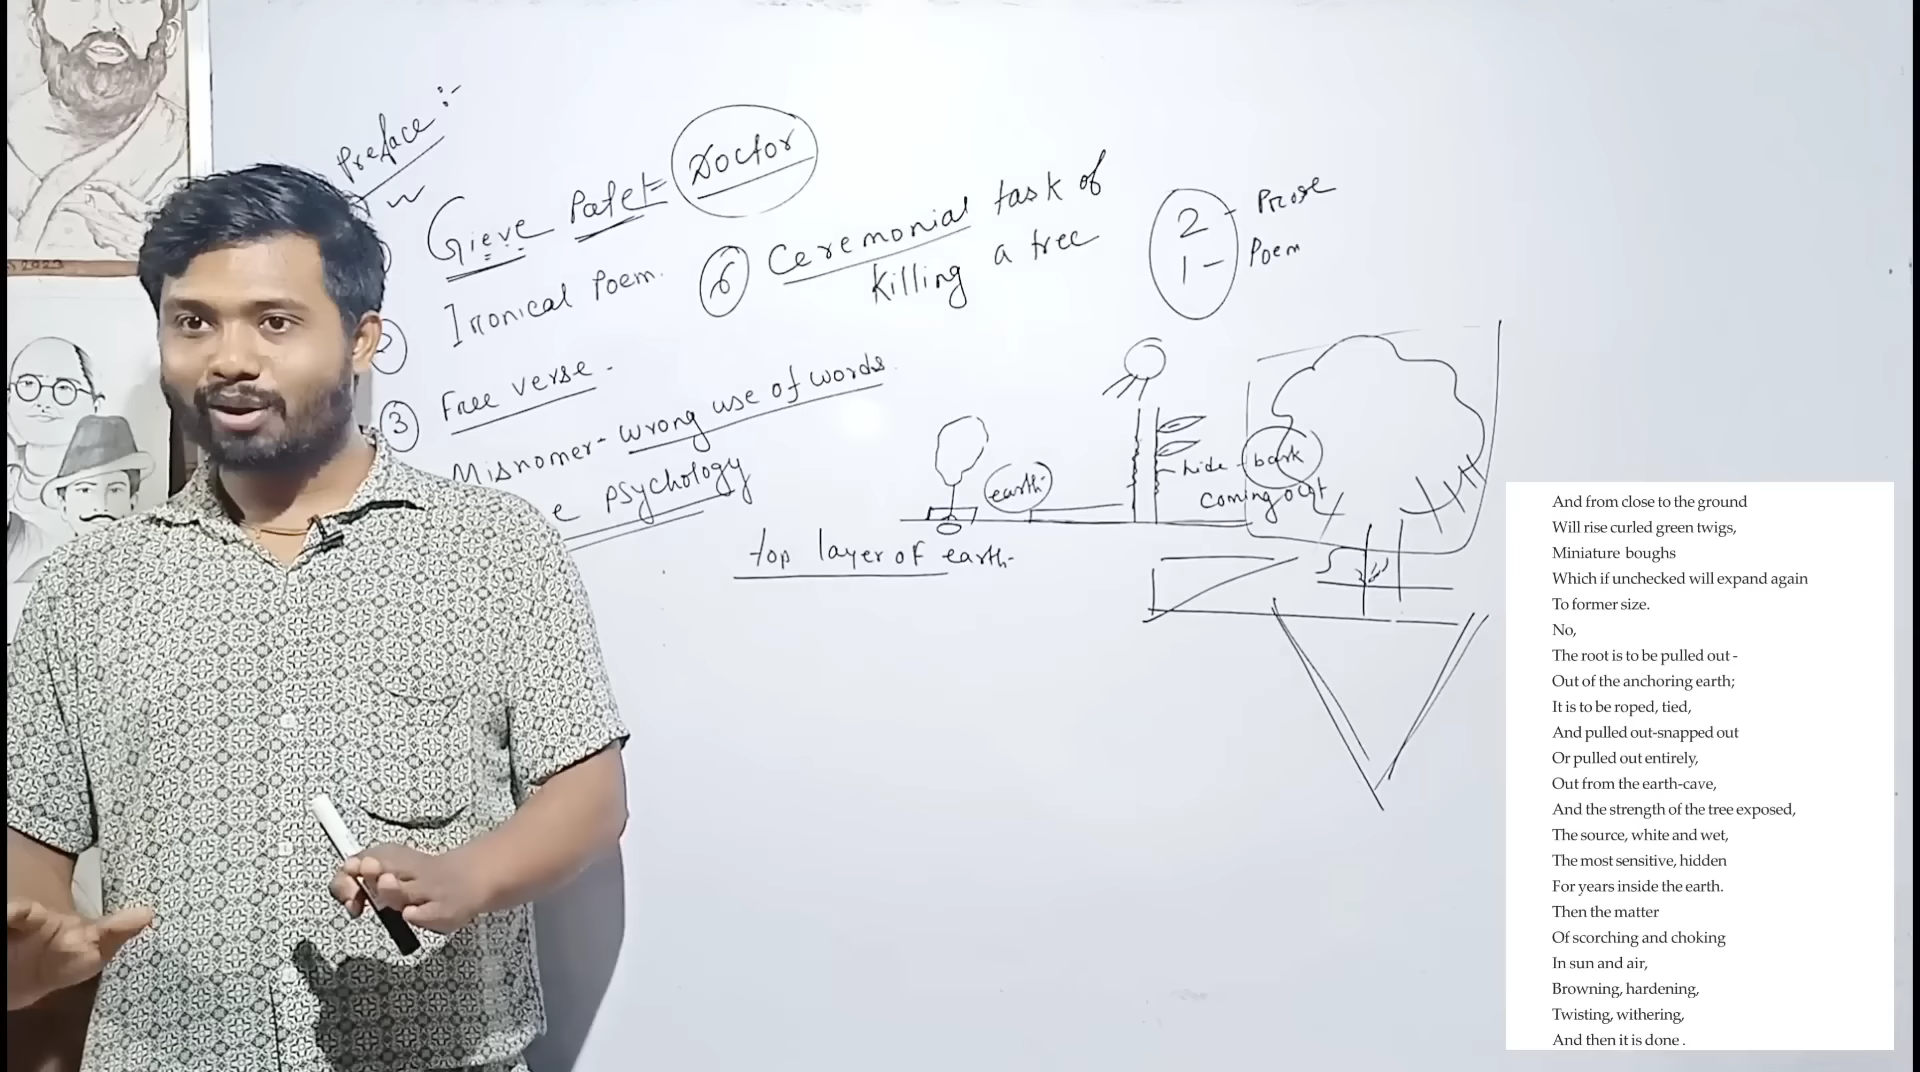 Preface :-
Gieve Patel = Doctor
Ironical Poem.
③ Free verse.
Misnomer - wrong use of words.
e psychology
⑥ Ceremonial task of
killing a tree
2 - Prose
1 - Poem
earth
top layer of earth-
hide - bark
coming out
And from close to the ground
Will rise curled green twigs,
Miniature boughs
Which if unchecked will expand again
To former size.
No,
The root is to be pulled out -
Out of the anchoring earth;
It is to be roped, tied,
And pulled out-snapped out
Or pulled out entirely,
Out from the earth-cave,
And the strength of the tree exposed,
The source, white and wet,
The most sensitive, hidden
For years inside the earth.
Then the matter
Of scorching and choking
In sun and air,
Browning, hardening,
Twisting, withering,
And then it is done .